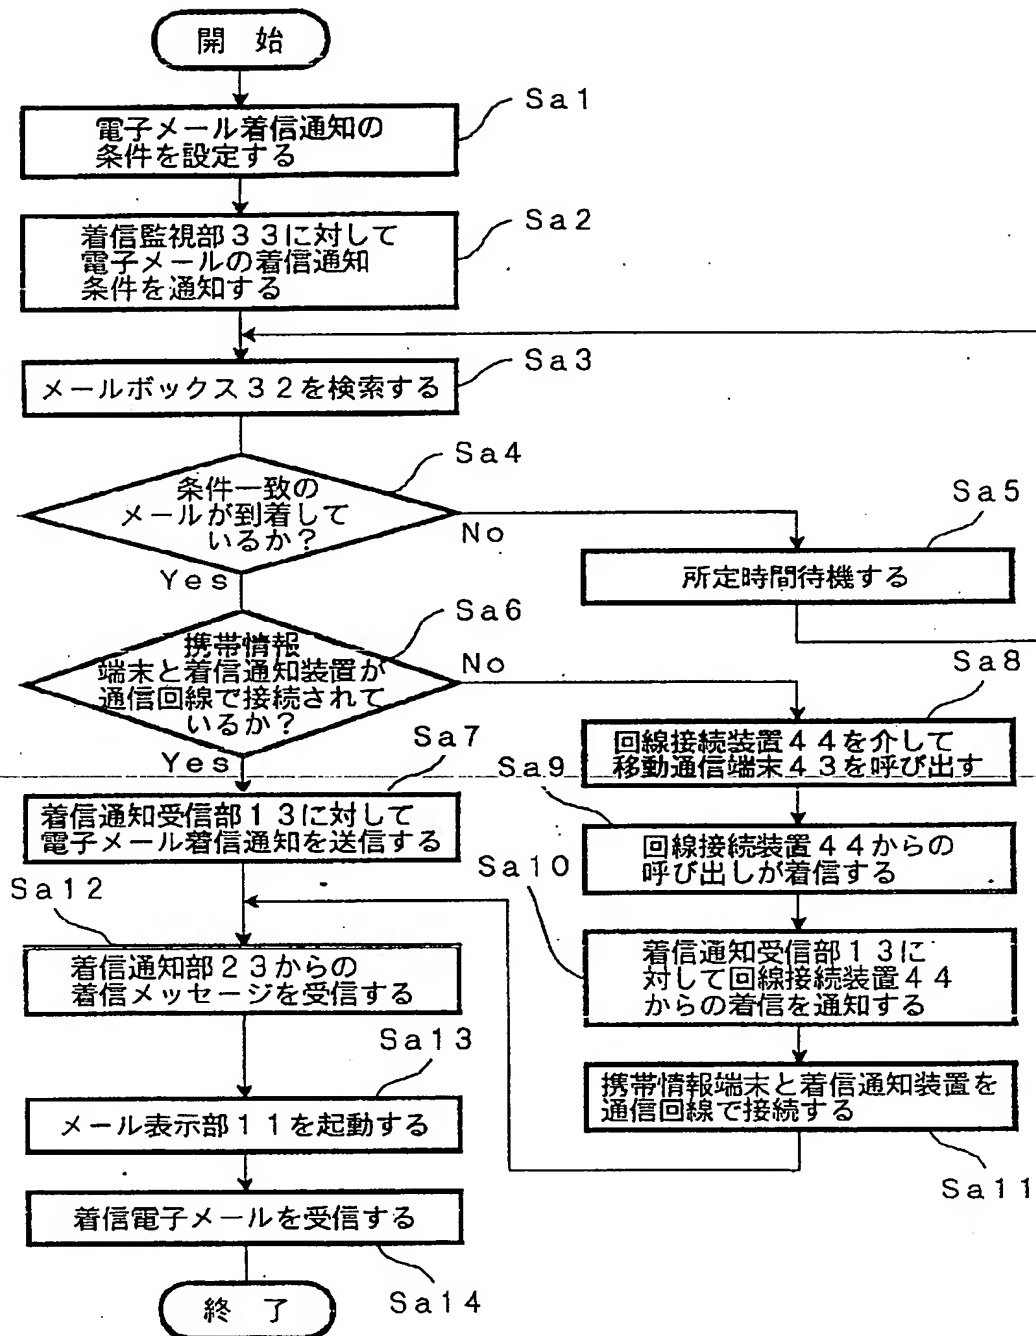 開 始
Sa1
電子メール着信通知の
条件を設定する
Sa2
着信監視部33に対して
電子メールの着信通知
条件を通知する
Sa3
メールボックス32を検索する
Sa4
条件一致の
メールが到着して
いるか?
No
Yes
Sa5
所定時間待機する
Sa6
携帯情報
端末と着信通知装置が
通信回線で接続されて
いるか?
No
Yes
Sa7
着信通知受信部13に対して
電子メール着信通知を送信する
Sa8
回線接続装置44を介して
移動通信端末43を呼び出す
Sa9
回線接続装置44からの
呼び出しが着信する
Sa10
着信通知受信部13に
対して回線接続装置44
からの着信を通知する
携帯情報端末と着信通知装置を
通信回線で接続する
Sa11
Sa12
着信通知部23からの
着信メッセージを受信する
Sa13
メール表示部11を起動する
着信電子メールを受信する
Sa14
終 了